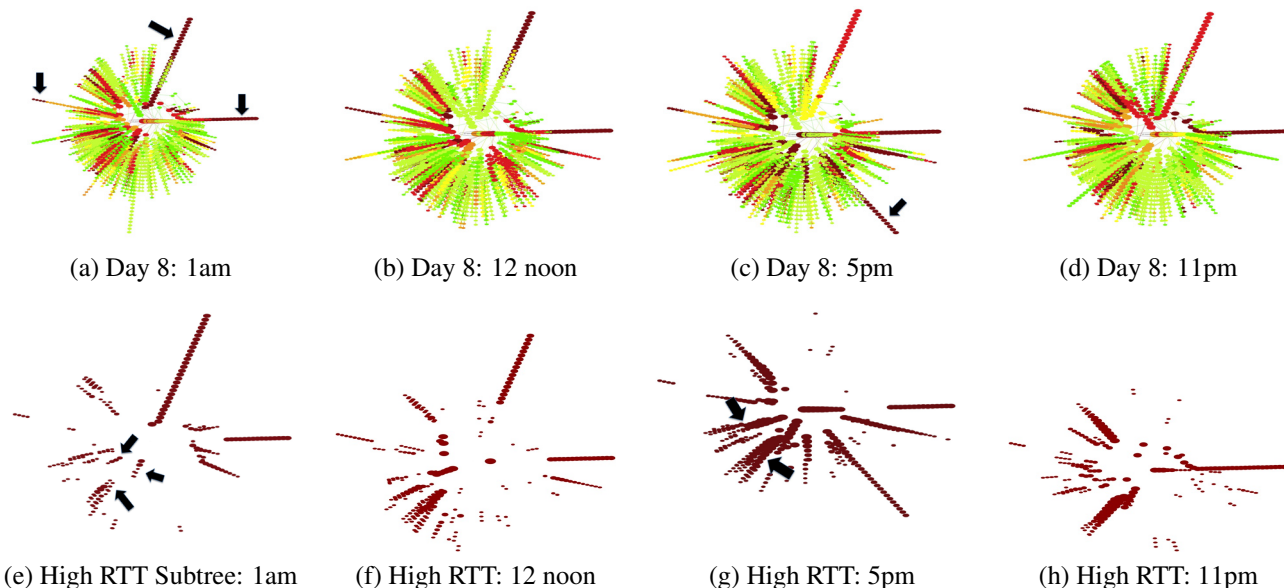 (a) Day 8: 1am
(b) Day 8: 12 noon
(c) Day 8: 5pm
(d) Day 8: 11pm
(e) High RTT Subtree: 1am
(f) High RTT: 12 noon
(g) High RTT: 5pm
(h) High RTT: 11pm